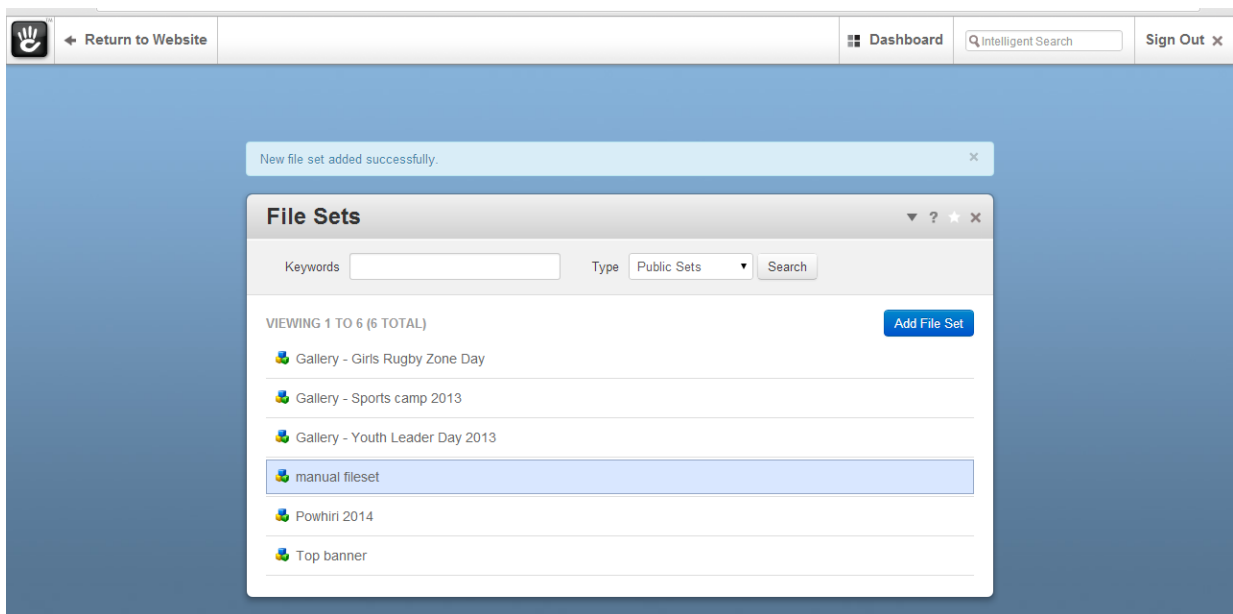 Return to Website Dashboard Intelligent Search Sign Out ×
New file set added successfully. ×
File Sets ? ×
Keywords Type Public Sets Search
VIEWING 1 TO 6 (6 TOTAL) Add File Set
Gallery - Girls Rugby Zone Day
Gallery - Sports camp 2013
Gallery - Youth Leader Day 2013
manual fileset
Powhiri 2014
Top banner